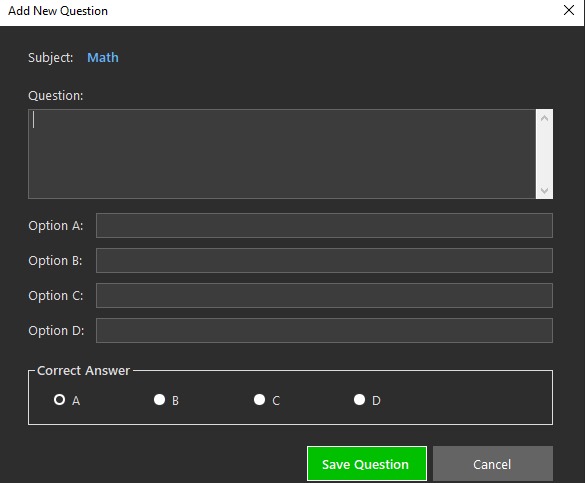 Add New Question
Subject: Math
Question:
Option A:
Option B:
Option C:
Option D:
Correct Answer
A B C D
Save Question Cancel